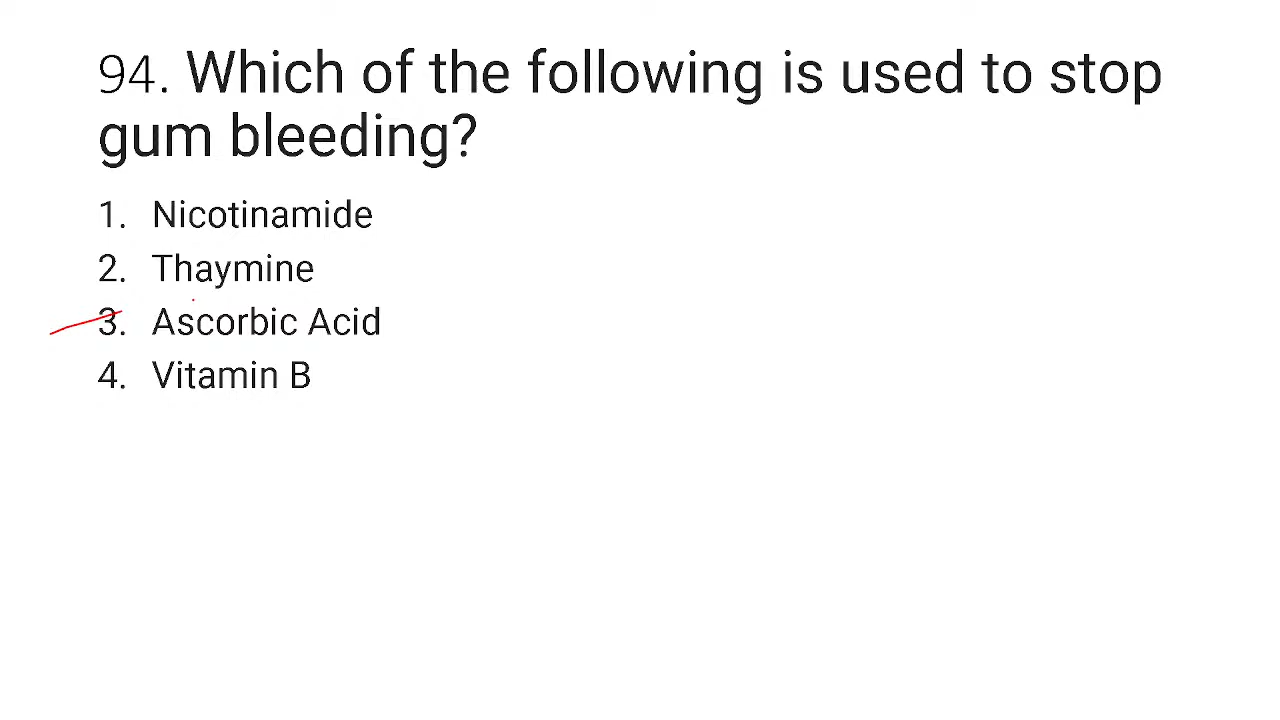 94. Which of the following is used to stop
gum bleeding?
1. Nicotinamide
2. Thaymine
3. Ascorbic Acid
4. Vitamin B